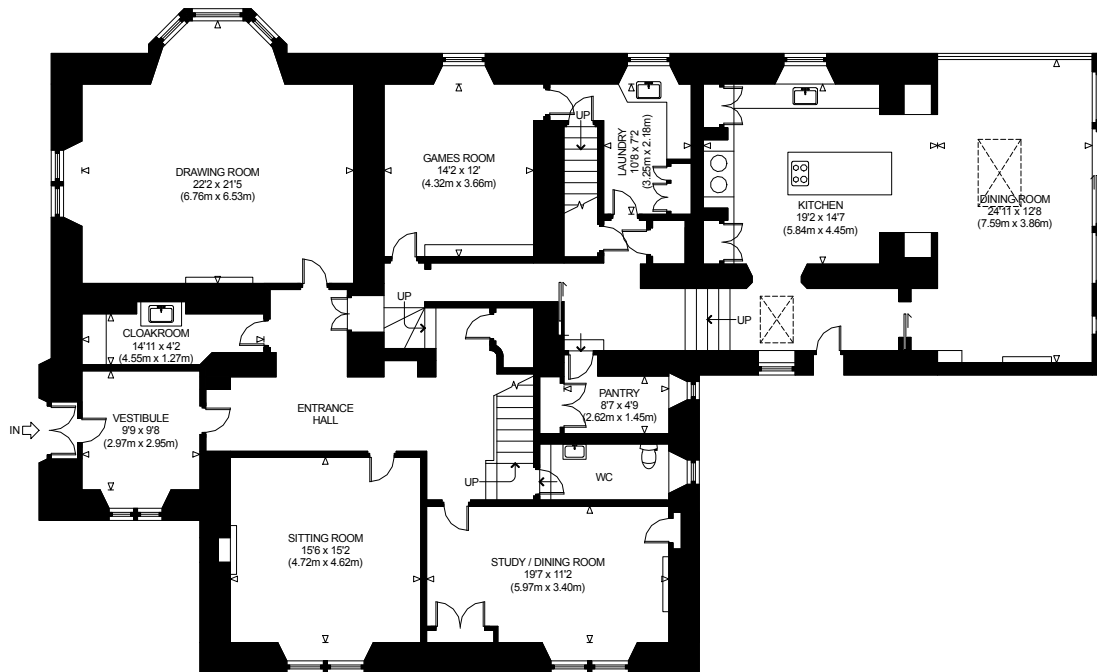 DRAWING ROOM
22'2 x 21'5
(6.76m x 6.53m)
GAMES ROOM
14'2 x 12'
(4.32m x 3.66m)
UP
LAUNDRY
10'8 x 7'2
(3.25m x 2.18m)
KITCHEN
19'2 x 14'7
(5.84m x 4.45m)
DINING ROOM
24'11 x 12'8
(7.59m x 3.86m)
CLOAKROOM
14'11 x 4'2
(4.55m x 1.27m)
UP
UP
VESTIBULE
9'9 x 9'8
(2.97m x 2.95m)
IN
ENTRANCE
HALL
PANTRY
8'7 x 4'9
(2.62m x 1.45m)
UP
WC
SITTING ROOM
15'6 x 15'2
(4.72m x 4.62m)
STUDY / DINING ROOM
19'7 x 11'2
(5.97m x 3.40m)